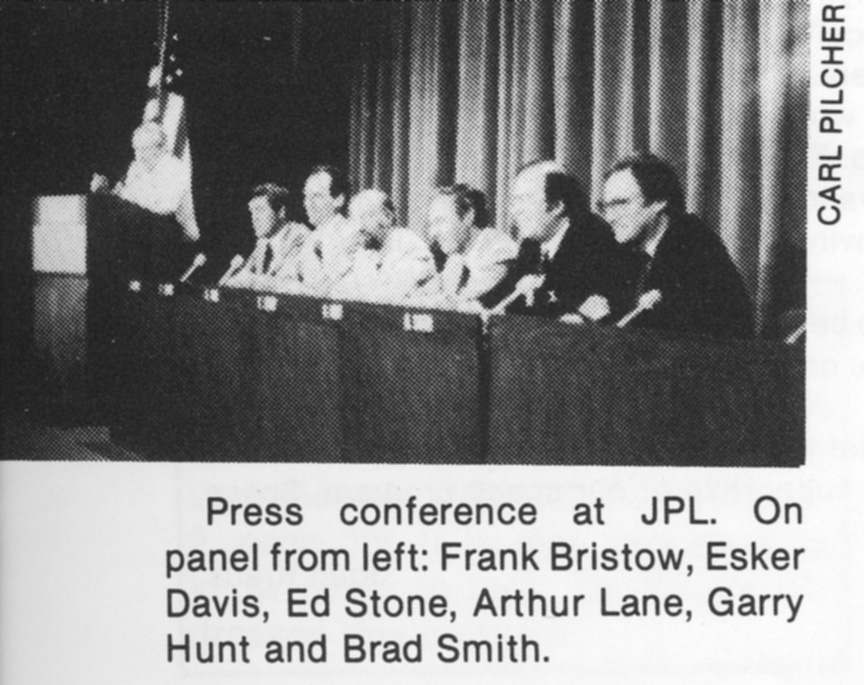 CARL PILCHER
Press conference at JPL. On
panel from left: Frank Bristow, Esker
Davis, Ed Stone, Arthur Lane, Garry
Hunt and Brad Smith.